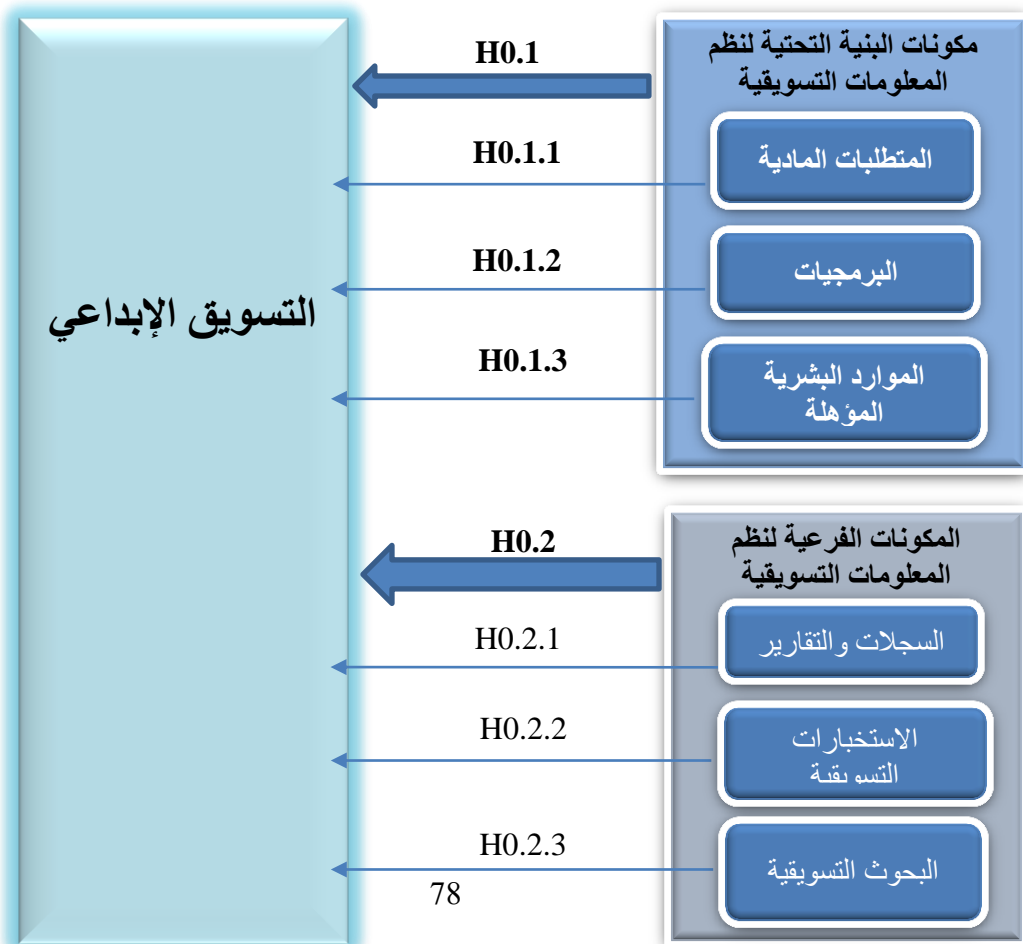 مكونات البنية التحتية لنظم
المعلومات التسويقية
H0.1
المتطلبات المادية
H0.1.1
البرمجيات
H0.1.2
الموارد البشرية
المؤهلة
H0.1.3
التسويق الإبداعي
المكونات الفرعية لنظم
المعلومات التسويقية
H0.2
السجلات والتقارير
H0.2.1
الاستخبارات
التسويقية
H0.2.2
البحوث التسويقية
H0.2.3
78